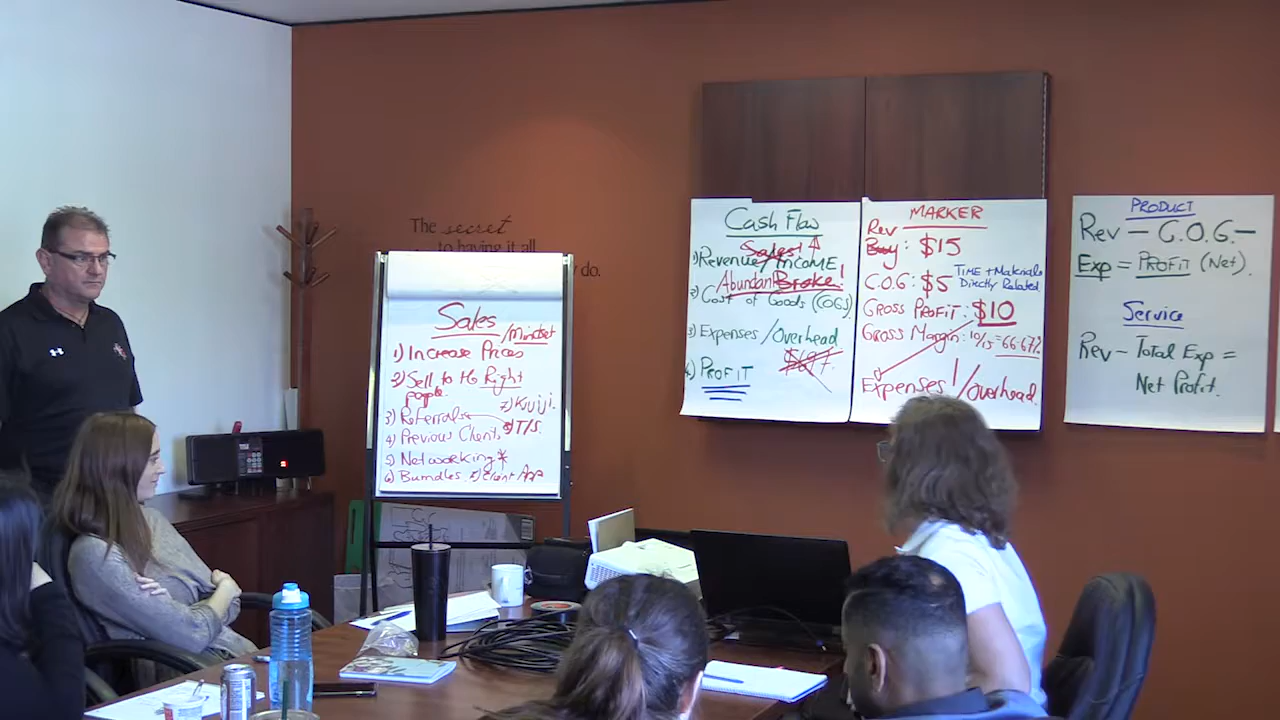 The secret
to having it all
do.
Sales
/Mindset
1) Increase Prices
2) Sell to the Right
people.
3) Referrals
7) Kijiji.
4) Previous Clients
8) T/S.
5) Networking *
6) Bundles
Client App
Cash Flow
Sales
1) Revenue/INCOME
Abundant Broke!
2) Cost of Goods (COGS)
3) Expenses/Overhead
4) PROFIT
MARKER
Rev
Buy: $15
C.O.G: $5 TIME + Materials
Directly Related
GROSS PROFIT: $10
GROSS Margin: 10/15 = 66.67%
Expenses/Overhead.
PRODUCT
Rev - C.O.G. -
Exp = PROFIT (Net).
Service
Rev - Total Exp =
Net Profit.